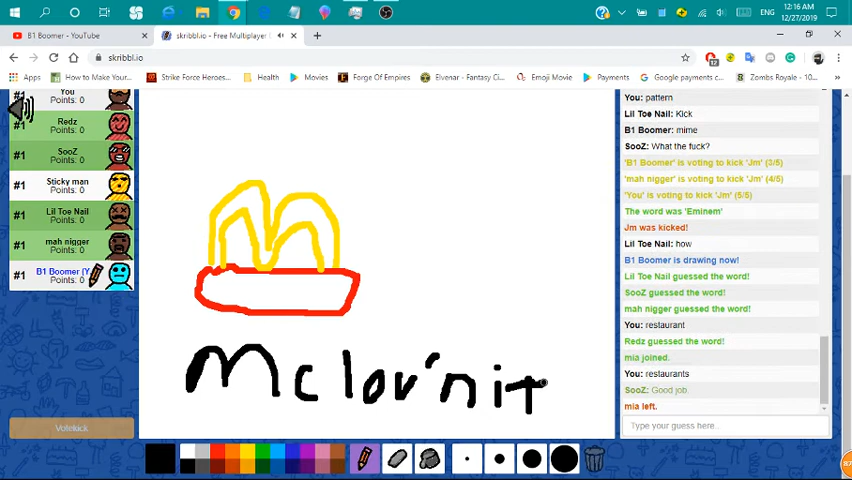 12:16 AM
ENG
12/27/2019
B1 Boomer - YouTube
skribbl.io - Free Multiplayer
skribbl.io
12
Apps
How to Make Your...
Strike Force Heroes...
Health
Movies
Forge Of Empires
Elvenar - Fantasy Ci...
Emoji Movie
Payments
Google payments c...
Zombs Royale - 10...
#1 You
Points: 0
#1 Redz
Points: 0
#1 SooZ
Points: 0
#1 Sticky man
Points: 0
#1 Lil Toe Nail
Points: 0
#1 mah nigger
Points: 0
#1 B1 Boomer (Y
Points: 0
Votekick
Mclov'nit
You: pattern
Lil Toe Nail: Kick
B1 Boomer: mime
SooZ: What the fuck?
'B1 Boomer' is voting to kick 'Jm' (3/5)
'mah nigger' is voting to kick 'Jm' (4/5)
'You' is voting to kick 'Jm' (5/5)
The word was 'Eminem'
Jm was kicked!
Lil Toe Nail: how
B1 Boomer is drawing now!
Lil Toe Nail guessed the word!
SooZ guessed the word!
mah nigger guessed the word!
You: restaurant
Redz guessed the word!
mia joined.
You: restaurants
SooZ: Good job.
mia left.
Type your guess here...
87